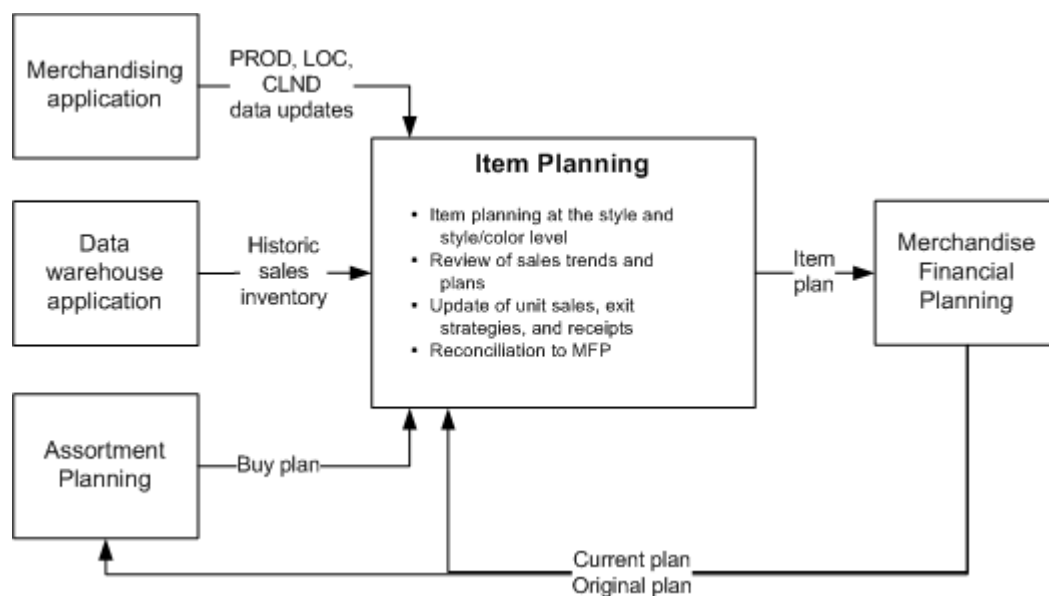 Merchandising
application
PROD, LOC,
CLND
data updates
Item Planning
▪ Item planning at the style and
style/color level
▪ Review of sales trends and
plans
▪ Update of unit sales, exit
strategies, and receipts
▪ Reconciliation to MFP
Data
warehouse
application
Historic
sales
inventory
Item
plan
Merchandise
Financial
Planning
Assortment
Planning
Buy plan
Current plan
Original plan